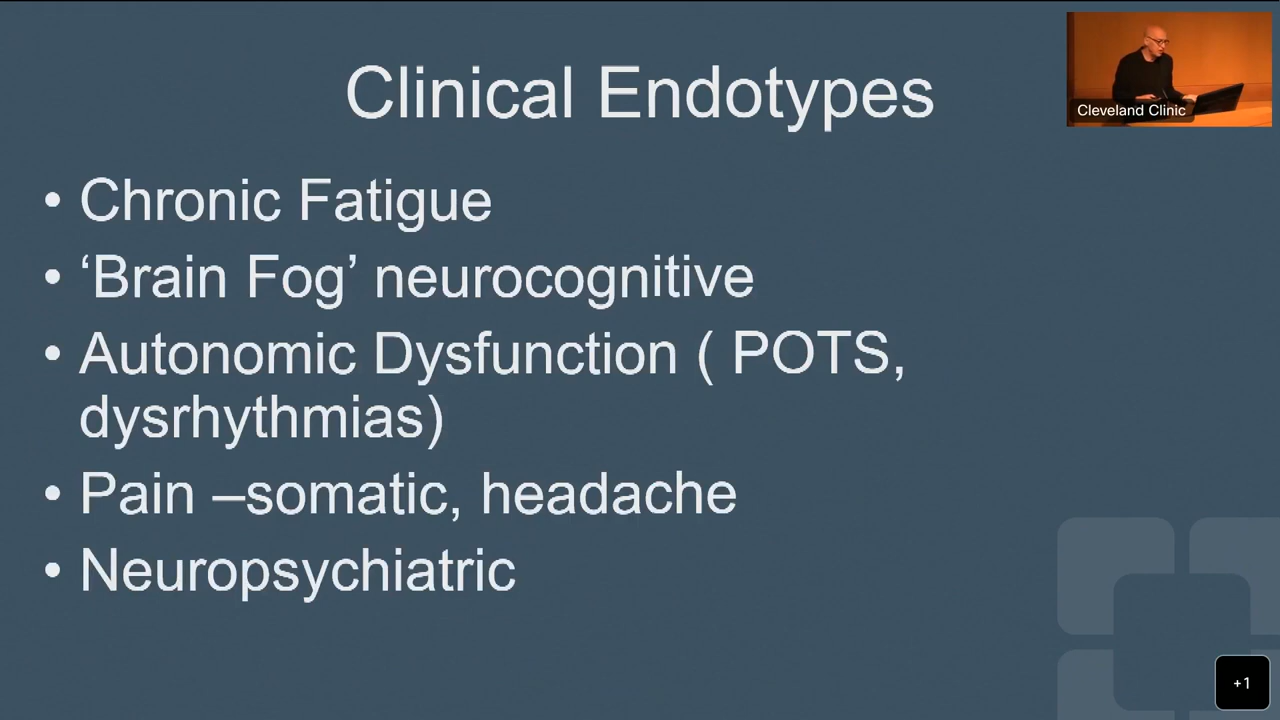 Clinical Endotypes
Cleveland Clinic
• Chronic Fatigue
• ‘Brain Fog’ neurocognitive
• Autonomic Dysfunction ( POTS,
dysrhythmias)
• Pain –somatic, headache
• Neuropsychiatric
+1